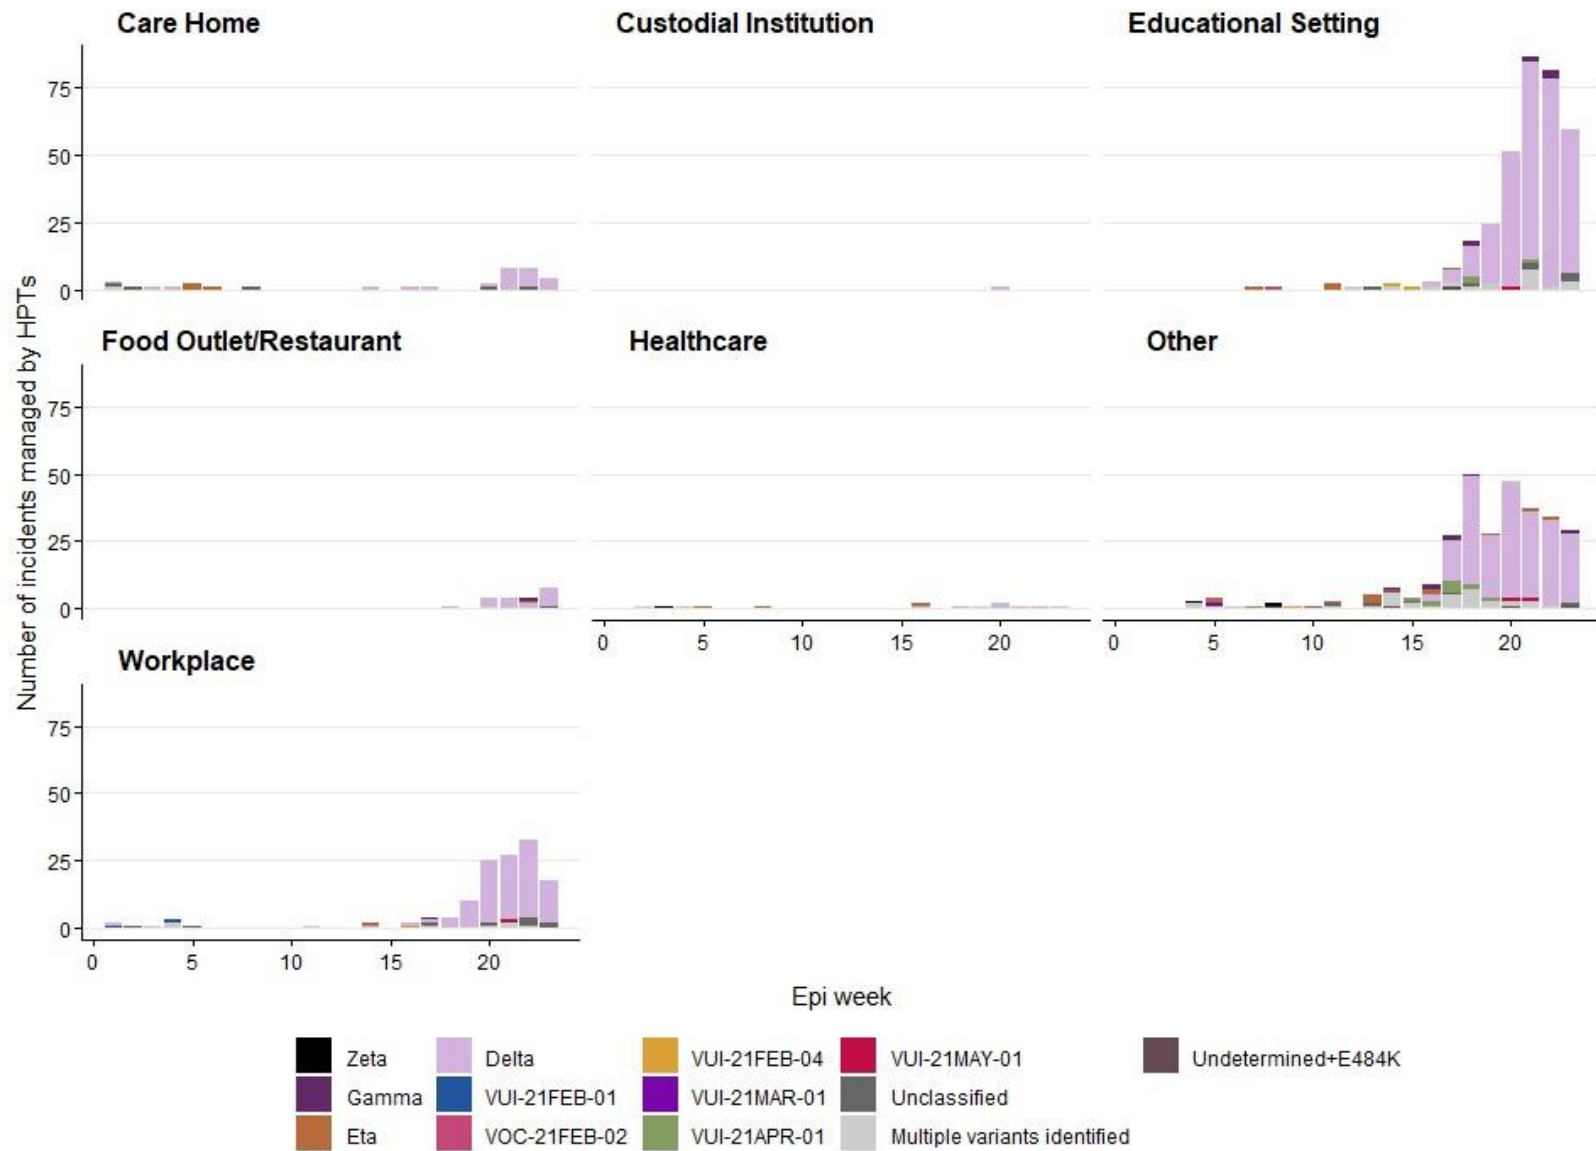 Care Home
Custodial Institution
Educational Setting
75
50
25
0
Number of incidents managed by HPTs
Food Outlet/Restaurant
Healthcare
Other
75
50
25
0
0 5 10 15 20
0 5 10 15 20
Workplace
75
50
25
0
0 5 10 15 20
Epi week
Zeta
Delta
VUI-21FEB-04
VUI-21MAY-01
Undetermined+E484K
Gamma
VUI-21FEB-01
VUI-21MAR-01
Unclassified
Eta
VOC-21FEB-02
VUI-21APR-01
Multiple variants identified